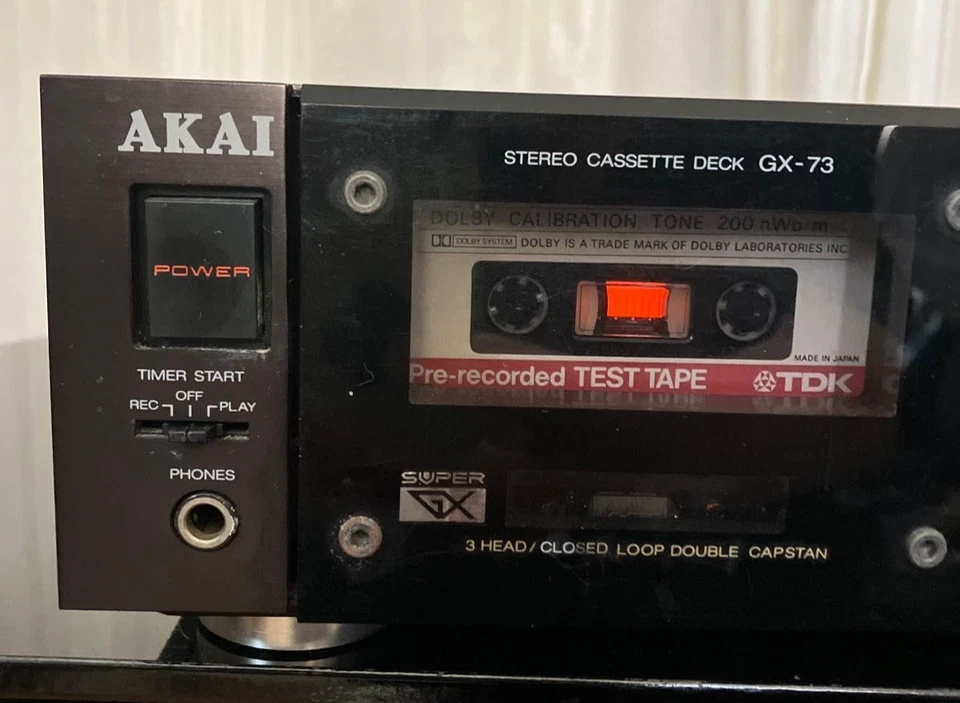 AKAI
POWER
TIMER START
OFF
REC PLAY
PHONES
STEREO CASSETTE DECK GX-73
DOLBY CALIBRATION TONE 200 nWb/m
DOLBY SYSTEM DOLBY IS A TRADE MARK OF DOLBY LABORATORIES INC
MADE IN JAPAN
Pre-recorded TEST TAPE TDK
SUPER
GX
3 HEAD / CLOSED LOOP DOUBLE CAPSTAN